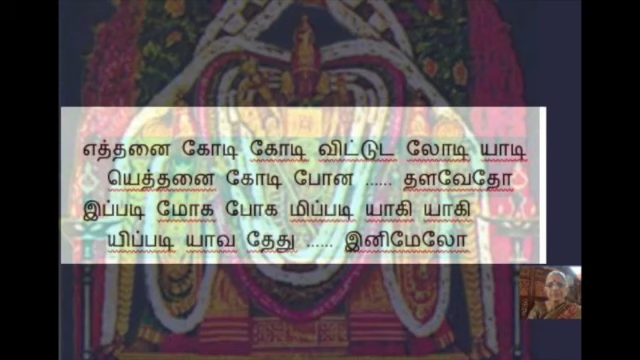 எத்தனை கோடி கோடி விட்டுட லோடி யாடி
யெத்தனை கோடி போன ...... தளவேதோ
இப்படி மோக போக மிப்படி யாகி யாகி
யிப்படி யாவ தேது ...... இனிமேலோ